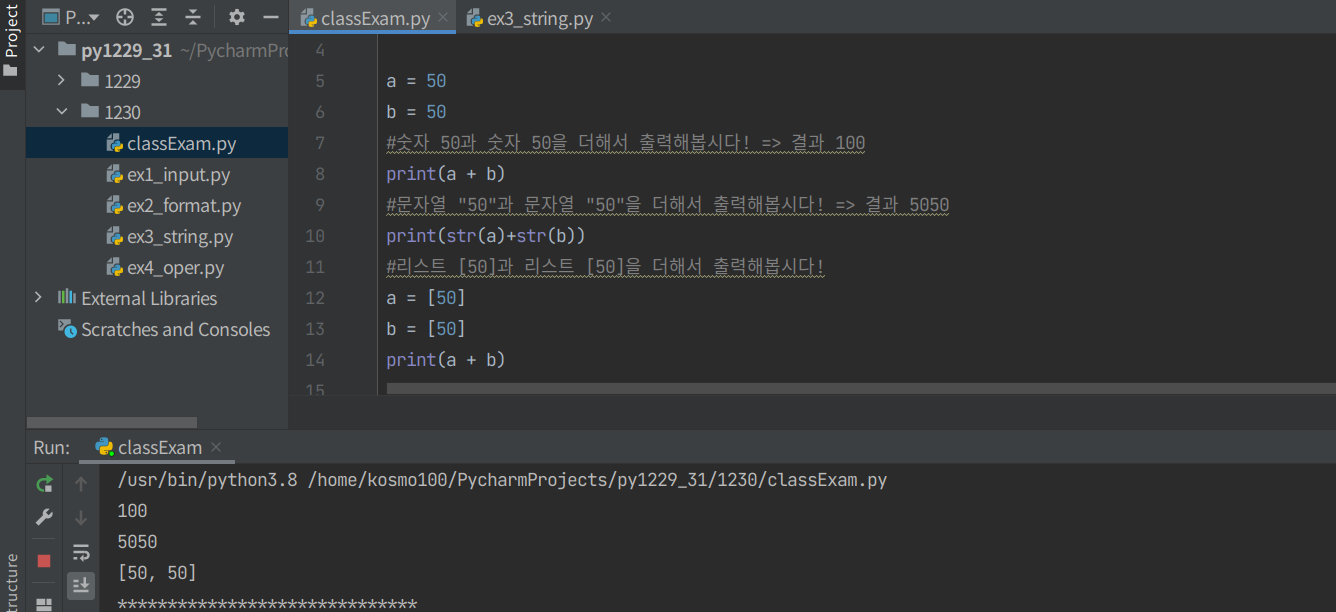 Project
P...
classExam.py
ex3_string.py
py1229_31 ~/PycharmPro
1229
1230
classExam.py
ex1_input.py
ex2_format.py
ex3_string.py
ex4_oper.py
External Libraries
Scratches and Consoles
4
5 a = 50
6 b = 50
7 #숫자 50과 숫자 50을 더해서 출력해봅시다! => 결과 100
8 print(a + b)
9 #문자열 "50"과 문자열 "50"을 더해서 출력해봅시다! => 결과 5050
10 print(str(a)+str(b))
11 #리스트 [50]과 리스트 [50]을 더해서 출력해봅시다!
12 a = [50]
13 b = [50]
14 print(a + b)
15
Run: classExam
/usr/bin/python3.8 /home/kosmo100/PycharmProjects/py1229_31/1230/classExam.py
100
5050
[50, 50]
******************************
ructure